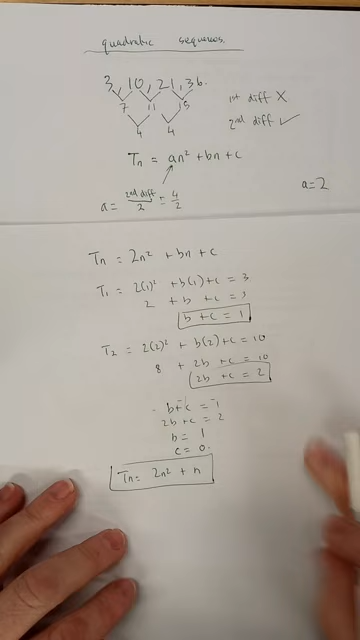 quadratic sequences.
3, 10, 21, 36.
7 11 15
4 4
1st diff X
2nd diff ✓
Tn = an² + bn + c
a = 2nd diff/2 = 4/2
a=2
Tn = 2n² + bn + c
T₁ = 2(1)² + b(1) + c = 3
2 + b + c = 3
b + c = 1
T₂ = 2(2)² + b(2) + c = 10
8 + 2b + c = 10
2b + c = 2
b + c = 1
2b + c = 2
b = 1
c = 0.
Tn = 2n² + n